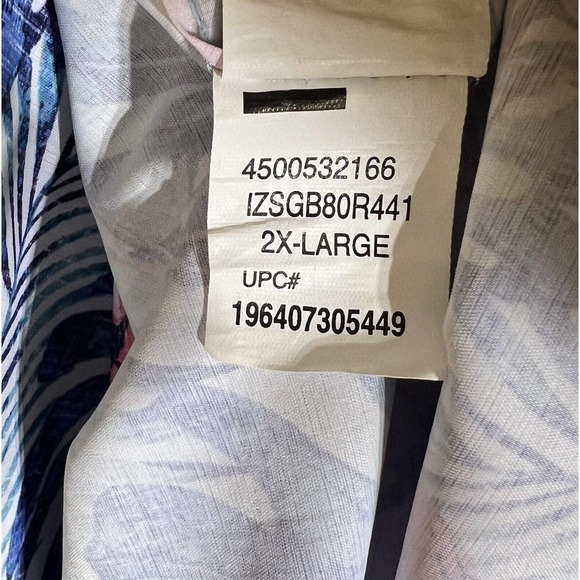 4500532166
IZSGB80R441
2X-LARGE
UPC#
196407305449